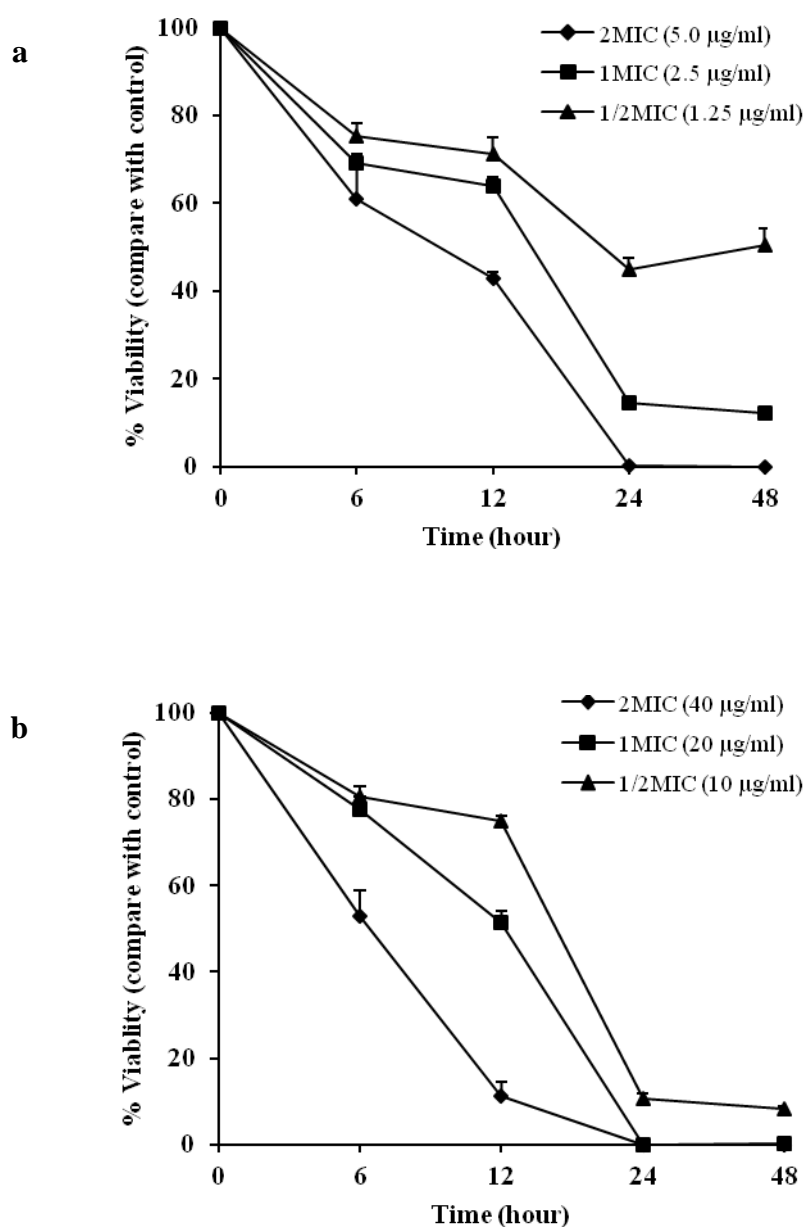 a
2MIC (5.0 µg/ml)
1MIC (2.5 µg/ml)
1/2MIC (1.25 µg/ml)
% Viability (compare with control)
100
80
60
40
20
0
0 6 12 24 48
Time (hour)
b
2MIC (40 µg/ml)
1MIC (20 µg/ml)
1/2MIC (10 µg/ml)
% Viablity (compare with control)
100
80
60
40
20
0
0 6 12 24 48
Time (hour)